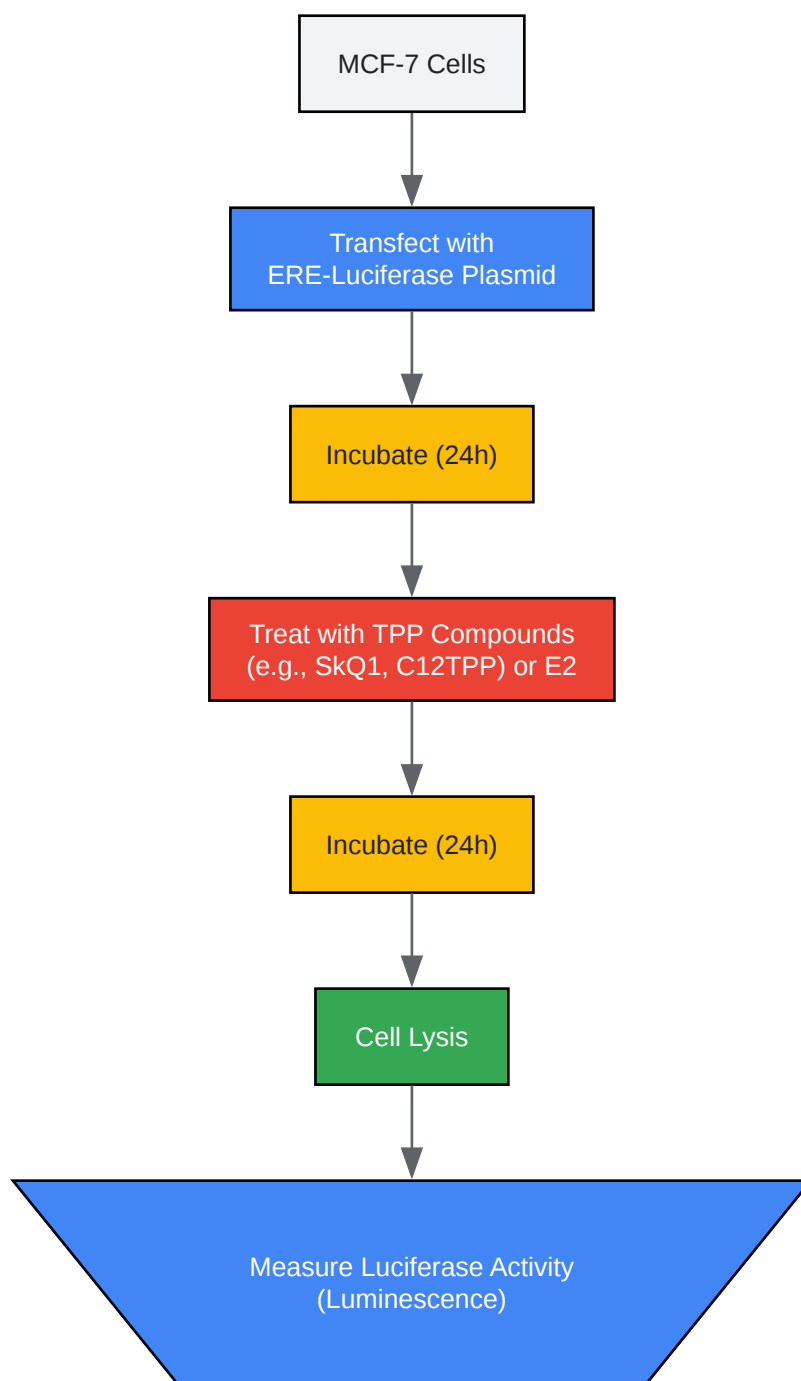 MCF-7 Cells
Transfect with
ERE-Luciferase Plasmid
Incubate (24h)
Treat with TPP Compounds
(e.g., SkQ1, C12TPP) or E2
Incubate (24h)
Cell Lysis
Measure Luciferase Activity
(Luminescence)